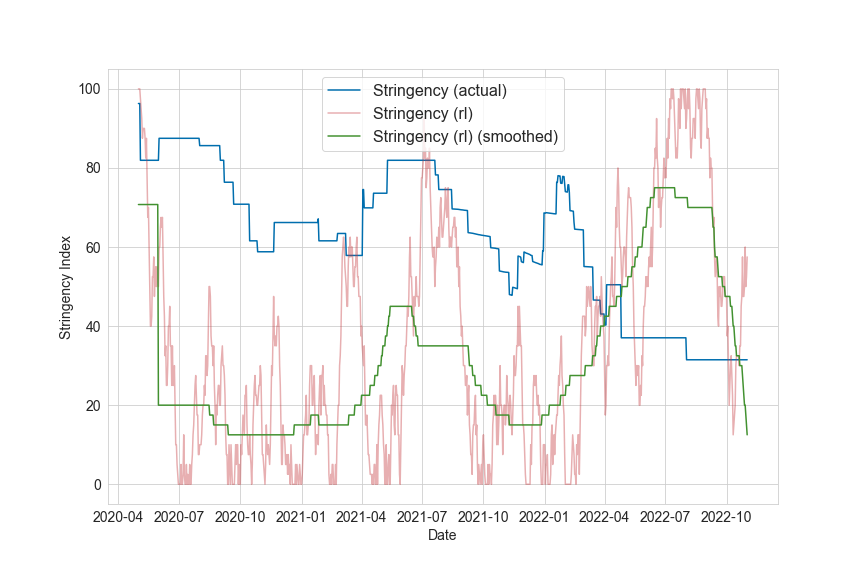 Stringency (actual)
Stringency (rl)
Stringency (rl) (smoothed)
100
80
60
40
20
0
Stringency Index
2020-04 2020-07 2020-10 2021-01 2021-04 2021-07 2021-10 2022-01 2022-04 2022-07 2022-10
Date